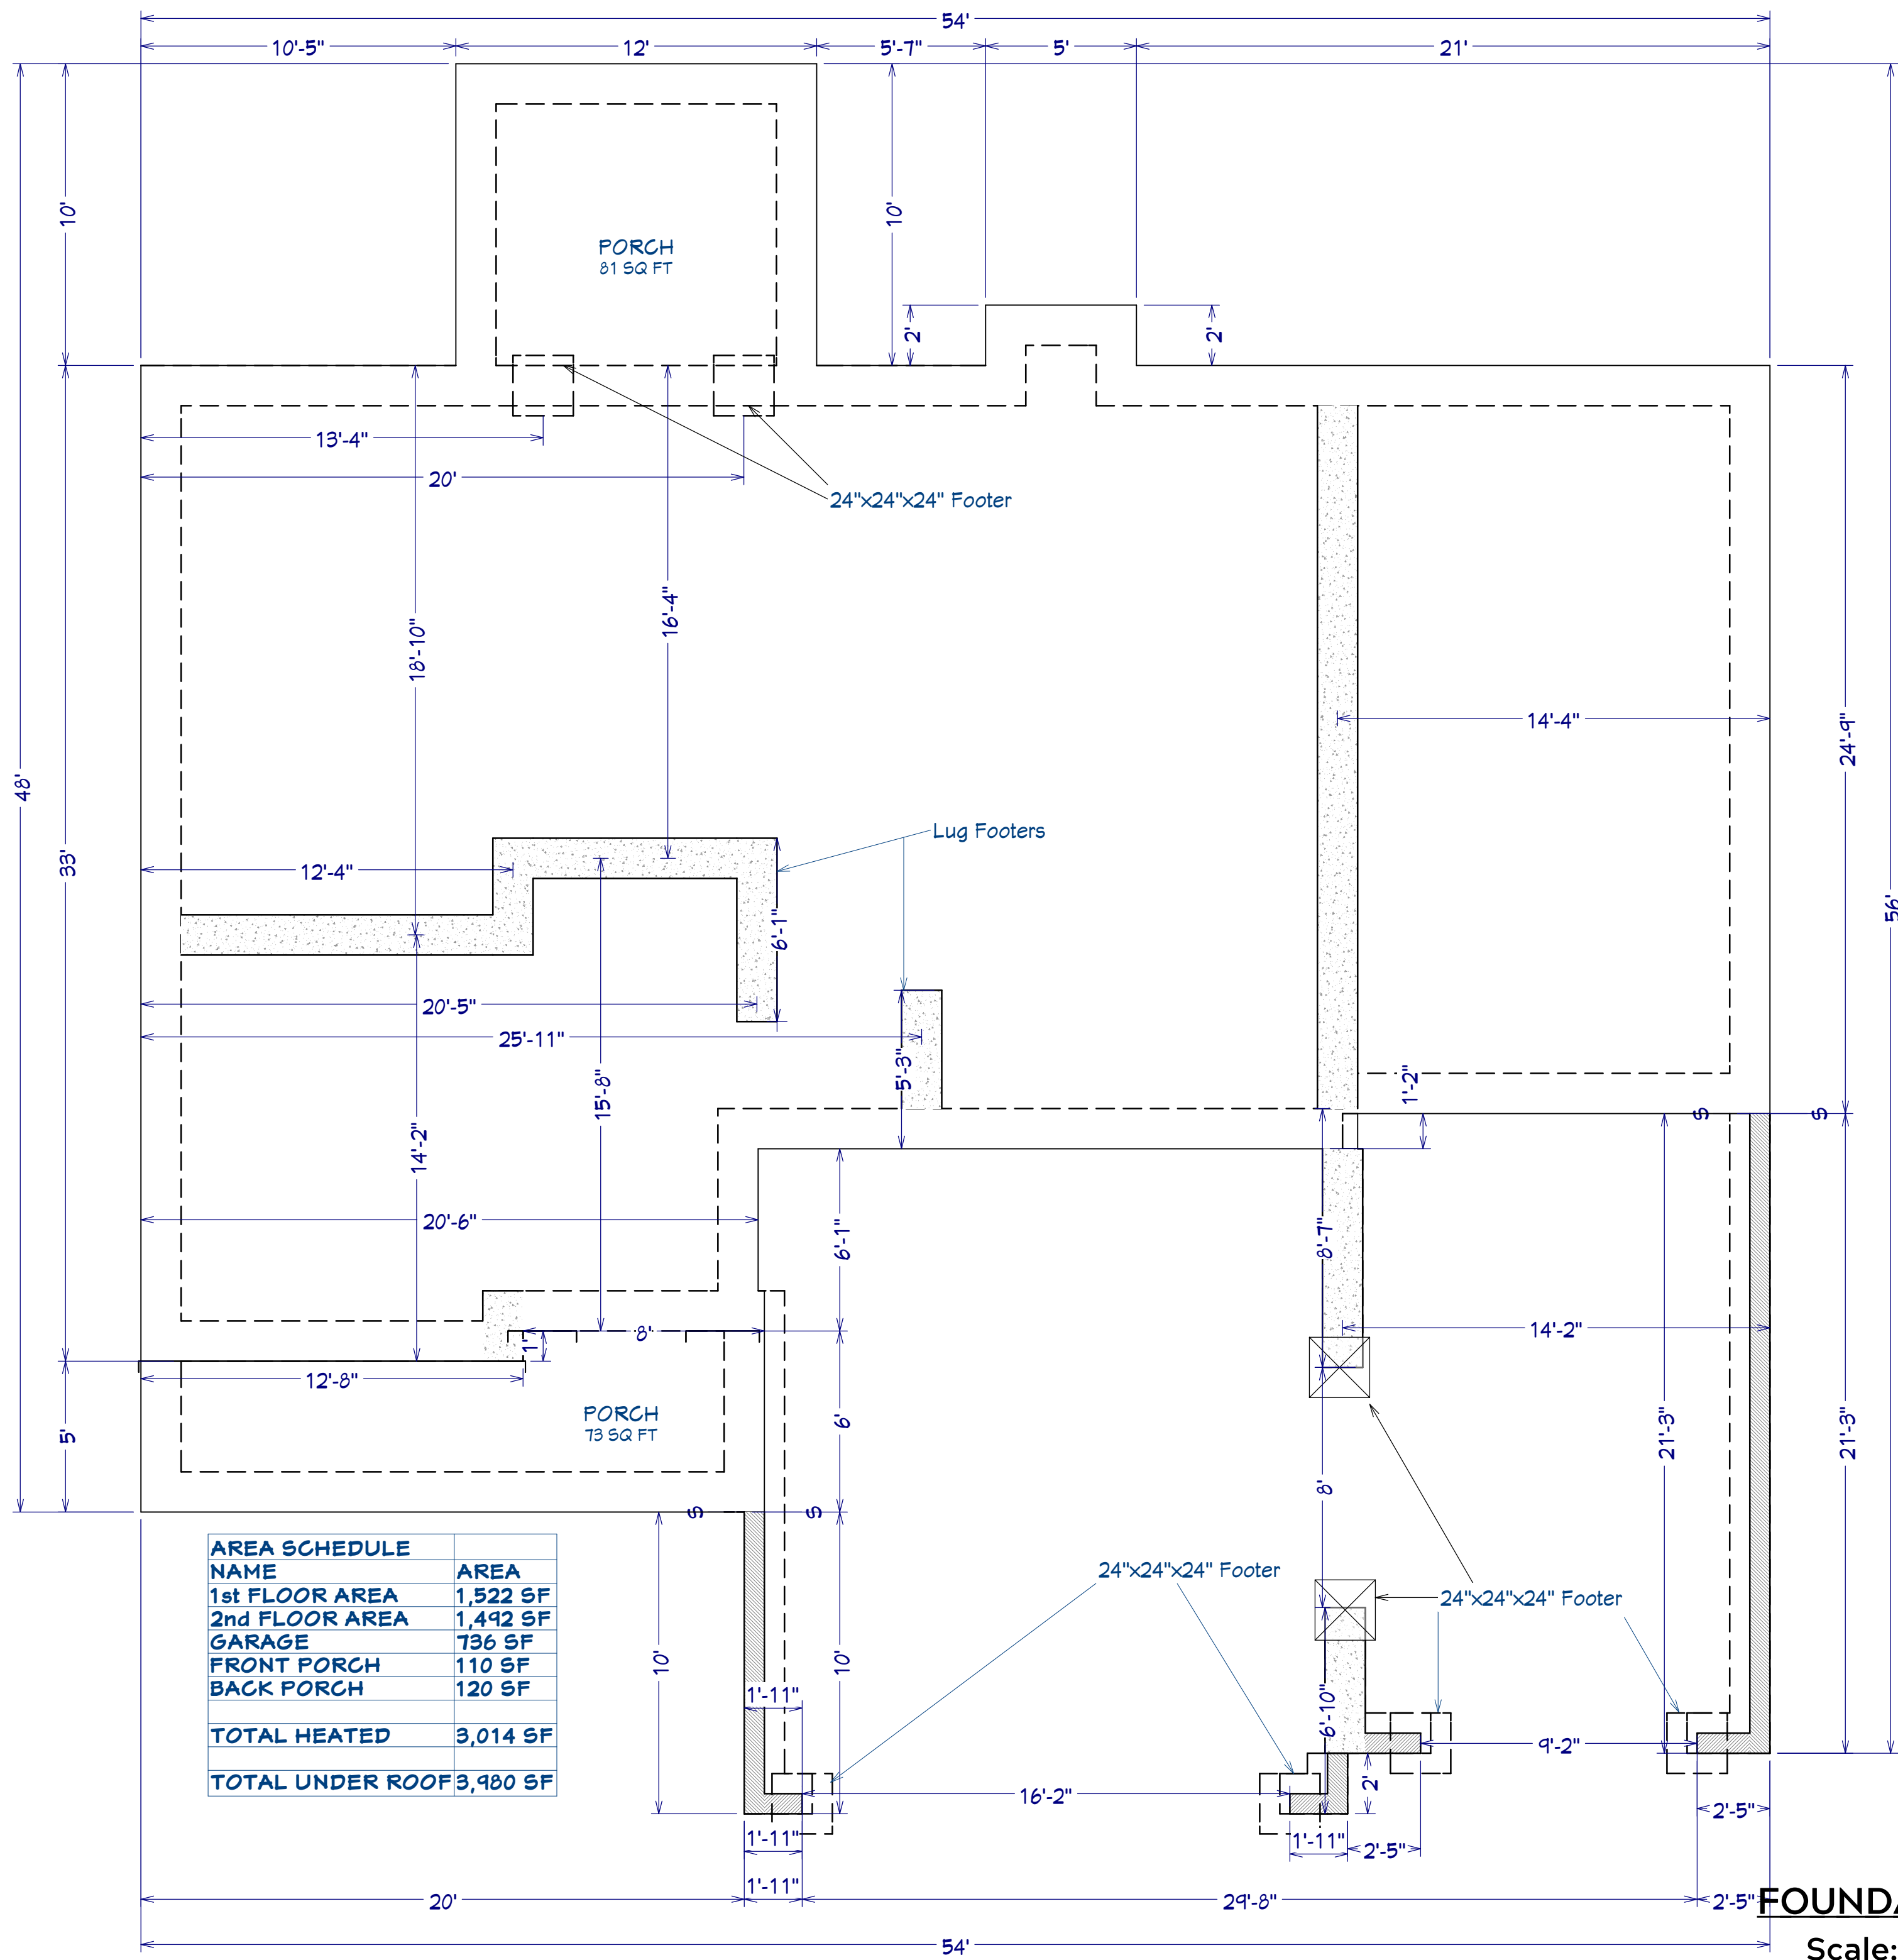 54'
10'-5" 12' 5'-7" 5' 21'
10'
10'
PORCH
81 SQ FT
2'
2'
13'-4"
20'
24"x24"x24" Footer
16'-4"
18'-10"
14'-4"
24'-9"
48'
Lug Footers
33'
12'-4"
56'
6'-1"
20'-5"
25'-11"
5'-3"
15'-8"
1'-2"
S S
14'-2"
20'-6"
6'-1"
8'-7"
8'
1'
14'-2"
12'-8"
PORCH
73 SQ FT
5'
6'
21'-3"
21'-3"
8'
S S
AREA SCHEDULE
NAME AREA
1st FLOOR AREA 1,522 SF
2nd FLOOR AREA 1,492 SF
GARAGE 736 SF
FRONT PORCH 110 SF
BACK PORCH 120 SF
TOTAL HEATED 3,014 SF
TOTAL UNDER ROOF 3,980 SF
24"x24"x24" Footer
24"x24"x24" Footer
10'
10'
1'-11"
6'-10"
9'-2"
16'-2"
2'
2'-5"
1'-11"
1'-11"
2'-5"
1'-11"
20'
29'-8"
2'-5"
FOUNDA
54'
Scale: